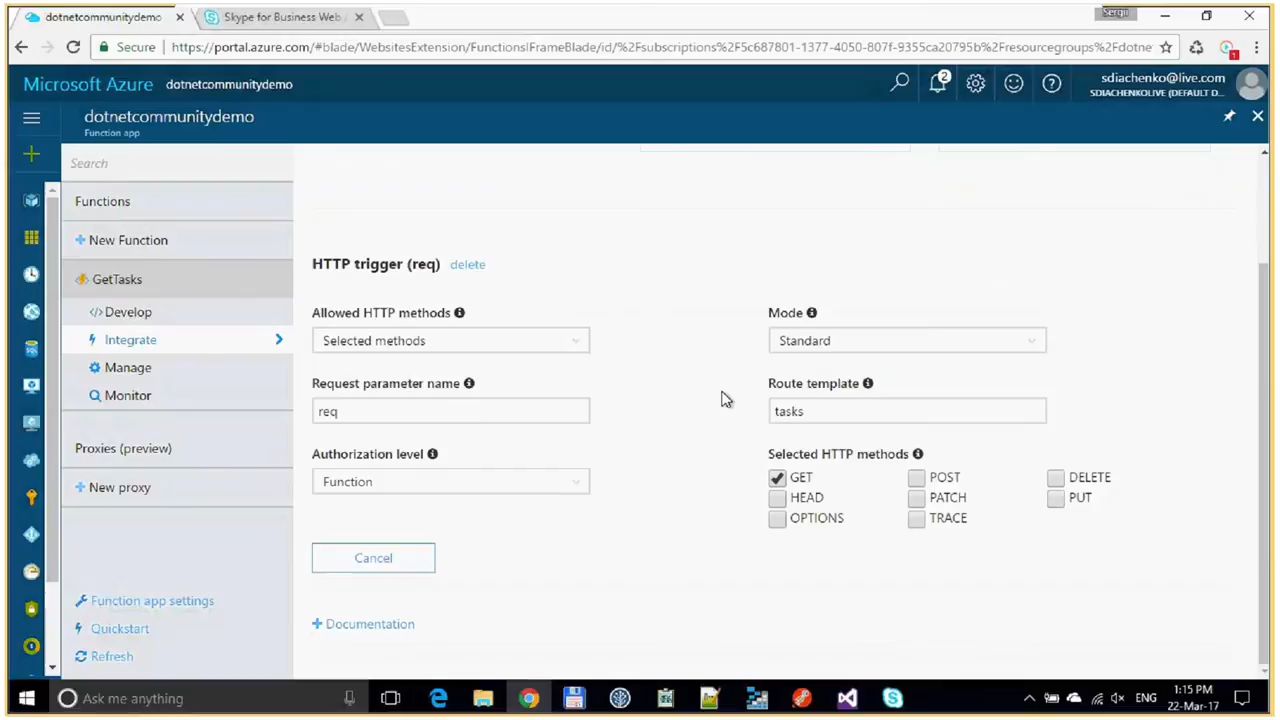 dotnetcommunitydemo
Skype for Business Web
Sergii
Secure https://portal.azure.com/#blade/WebsitesExtension/FunctionsIFrameBlade/id/%2Fsubscriptions%2F5c687801-1377-4050-807f-9355ca20795b%2Fresourcegroups%2Fdotne
1
Microsoft Azure dotnetcommunitydemo
2
sdiachenko@live.com
SDIACHENKOLIVE (DEFAULT D...
dotnetcommunitydemo
Function app
Search
Functions
New Function
GetTasks
Develop
Integrate
Manage
Monitor
Proxies (preview)
New proxy
Function app settings
Quickstart
Refresh
HTTP trigger (req) delete
Allowed HTTP methods
Selected methods
Mode
Standard
Request parameter name
req
Route template
tasks
Authorization level
Function
Selected HTTP methods
GET POST DELETE
HEAD PATCH PUT
OPTIONS TRACE
Cancel
Documentation
Ask me anything
ENG
1:15 PM
22-Mar-17